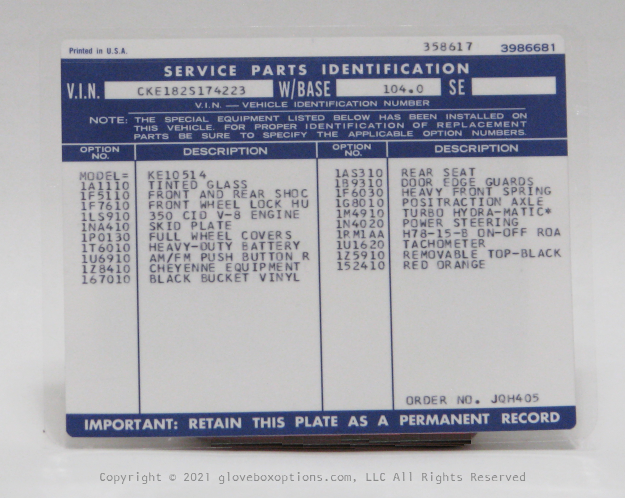 Printed in U.S.A. 358617 3986681
SERVICE PARTS IDENTIFICATION
V.I.N. CKE182S174223 W/BASE 104.0 SE
V.I.N. — VEHICLE IDENTIFICATION NUMBER
NOTE: THE SPECIAL EQUIPMENT LISTED BELOW HAS BEEN INSTALLED ON
THIS VEHICLE. FOR PROPER IDENTIFICATION OF REPLACEMENT
PARTS BE SURE TO SPECIFY THE APPLICABLE OPTION NUMBERS.
OPTION NO. DESCRIPTION
MODEL= KE10514
1A1110 TINTED GLASS
1F5110 FRONT AND REAR SHOC
1F7610 FRONT WHEEL LOCK HU
1LS910 350 CID V-8 ENGINE
1NA410 SKID PLATE
1P0130 FULL WHEEL COVERS
1T6010 HEAVY-DUTY BATTERY
1U6910 AM/FM PUSH BUTTON R
1Z8410 CHEYENNE EQUIPMENT
167010 BLACK BUCKET VINYL
OPTION NO. DESCRIPTION
1AS310 REAR SEAT
1B9310 DOOR EDGE GUARDS
1F6030 HEAVY FRONT SPRING
1G8010 POSITRACTION AXLE
1M4910 TURBO HYDRA-MATIC*
1N4020 POWER STEERING
1PM1AA H78-15-B ON-OFF ROA
1U1620 TACHOMETER
1Z5910 REMOVABLE TOP-BLACK
152410 RED ORANGE
ORDER NO. JQH405
IMPORTANT: RETAIN THIS PLATE AS A PERMANENT RECORD
Copyright © 2021 gloveboxoptions.com, LLC All Rights Reserved